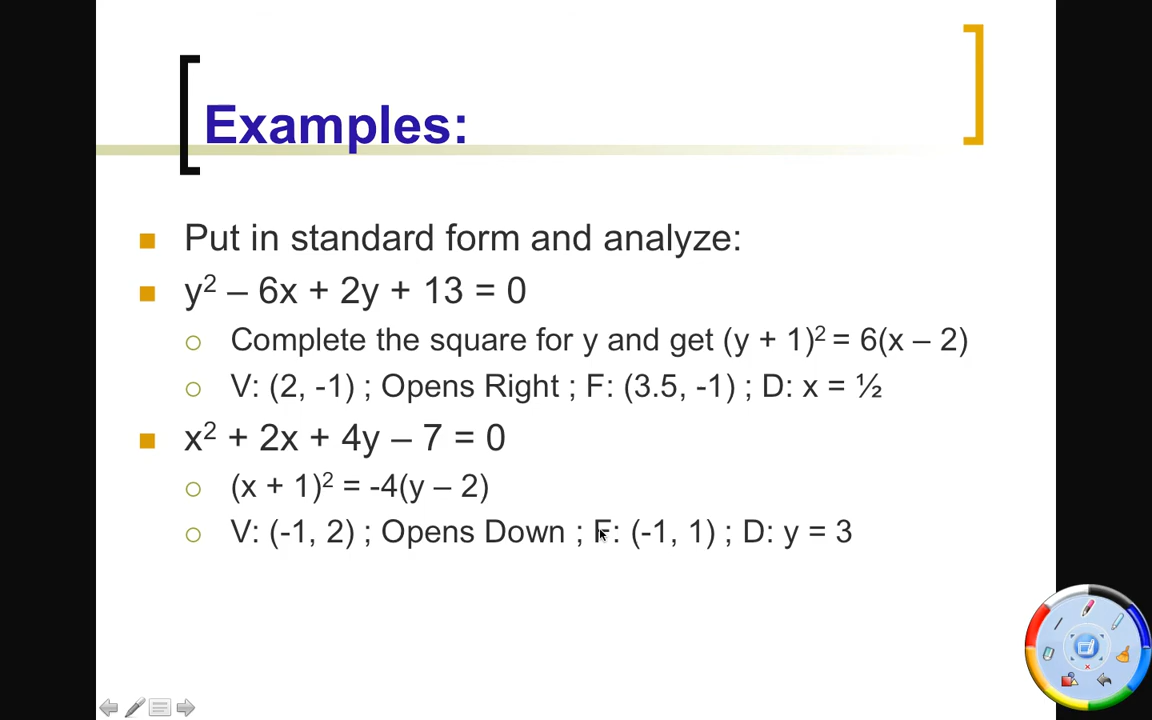 Examples:
Put in standard form and analyze:
y² – 6x + 2y + 13 = 0
Complete the square for y and get (y + 1)² = 6(x – 2)
V: (2, -1) ; Opens Right ; F: (3.5, -1) ; D: x = ½
x² + 2x + 4y – 7 = 0
(x + 1)² = -4(y – 2)
V: (-1, 2) ; Opens Down ; F: (-1, 1) ; D: y = 3